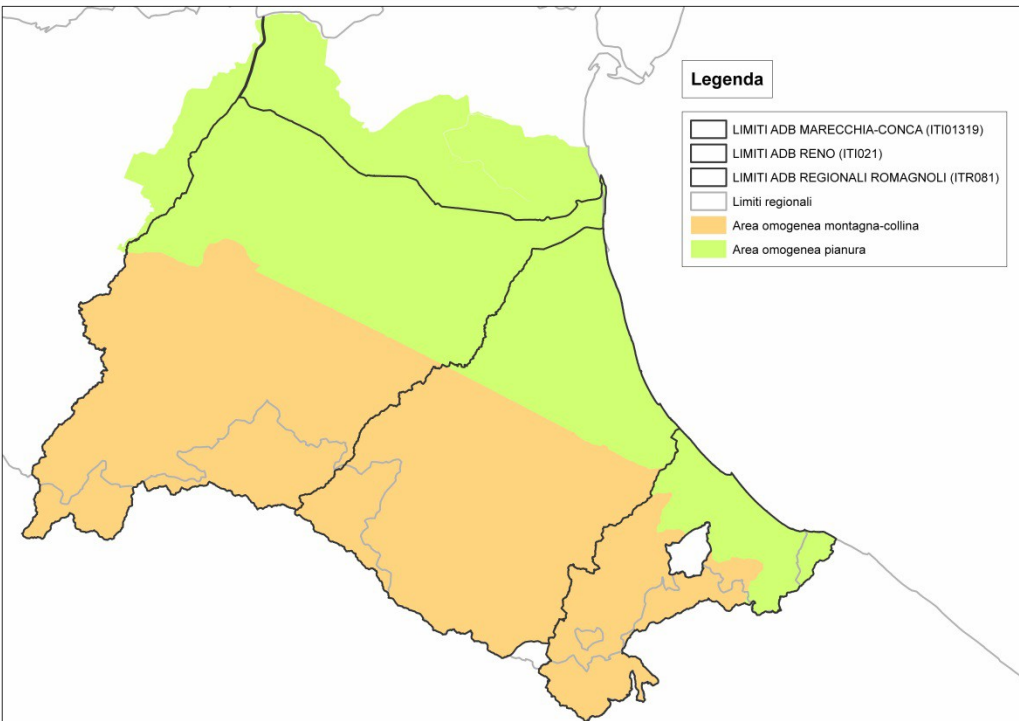 Legenda
LIMITI ADB MARECCHIA-CONCA (ITI01319)
LIMITI ADB RENO (ITI021)
LIMITI ADB REGIONALI ROMAGNOLI (ITR081)
Limiti regionali
Area omogenea montagna-collina
Area omogenea pianura